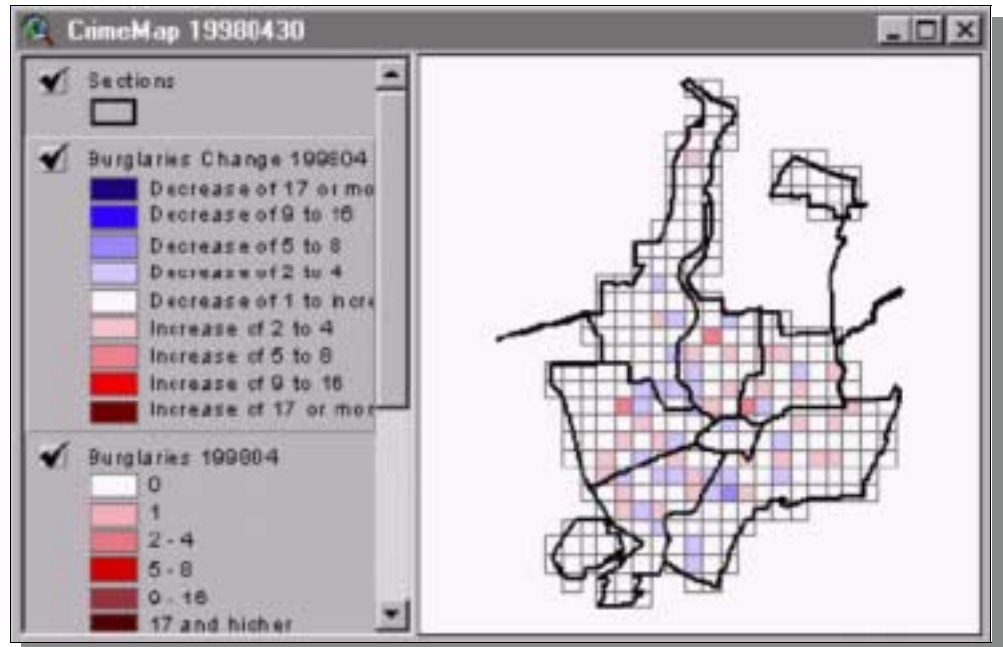 CrimeMap 19980430
Sections
Burglaries Change 199804
Decrease of 17 or mo
Decrease of 9 to 16
Decrease of 5 to 8
Decrease of 2 to 4
Decrease of 1 to incre
Increase of 2 to 4
Increase of 5 to 8
Increase of 9 to 16
Increase of 17 or mor
Burglaries 199804
0
1
2 - 4
5 - 8
9 - 16
17 and higher